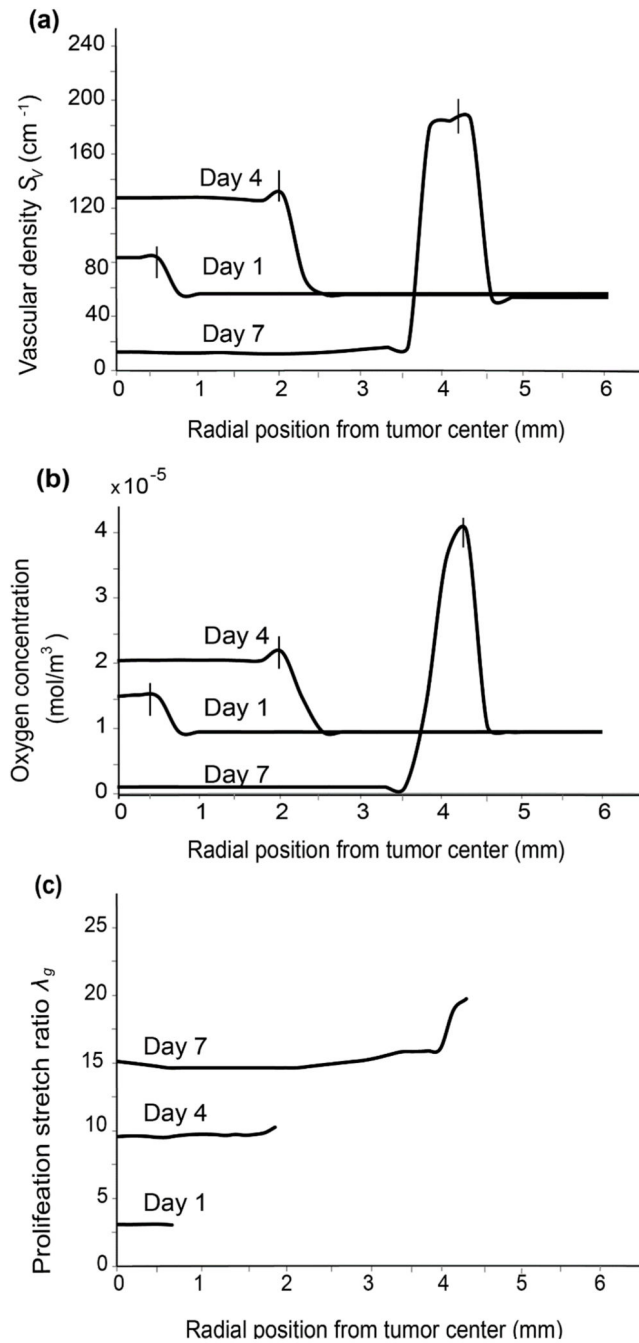 (a)
Vascular density Sv (cm -1)
240
200
160
120
80
40
0
Day 4
Day 1
Day 7
0 1 2 3 4 5 6
Radial position from tumor center (mm)
(b)
×10-5
Oxygen concentration
(mol/m3 )
4
3
2
1
0
Day 4
Day 1
Day 7
0 1 2 3 4 5 6
Radial position from tumor center (mm)
(c)
Prolifeation stretch ratio λg
25
20
15
10
5
0
Day 7
Day 4
Day 1
0 1 2 3 4 5 6
Radial position from tumor center (mm)